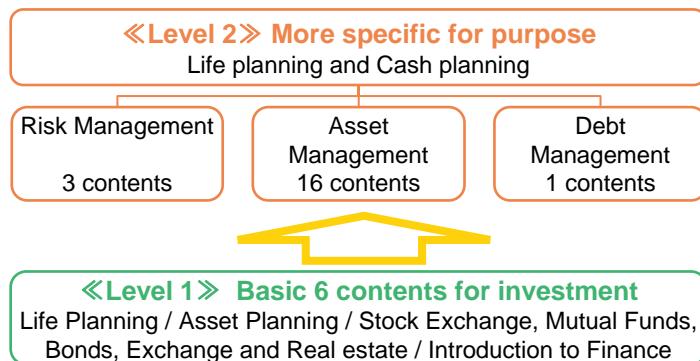 ≪Level 2≫ More specific for purpose
Life planning and Cash planning
Risk Management
3 contents
Asset
Management
16 contents
Debt
Management
1 contents
≪Level 1≫ Basic 6 contents for investment
Life Planning / Asset Planning / Stock Exchange, Mutual Funds,
Bonds, Exchange and Real estate / Introduction to Finance